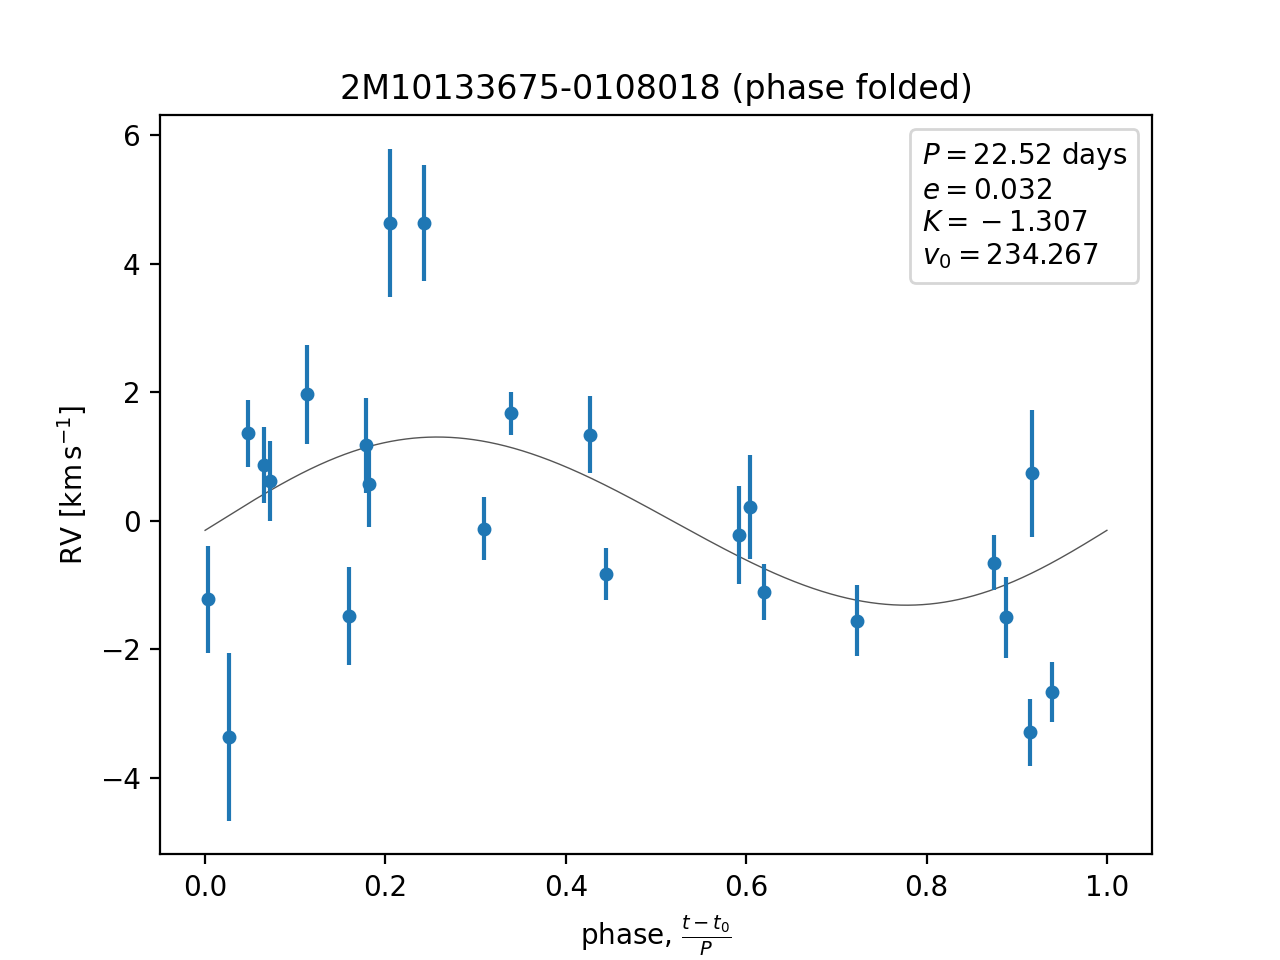 2M10133675-0108018 (phase folded)
P = 22.52 days
e = 0.032
K = −1.307
v₀ = 234.267
6
4
2
0
−2
−4
RV [km s⁻¹]
0.0 0.2 0.4 0.6 0.8 1.0
phase, (t − t₀)/P